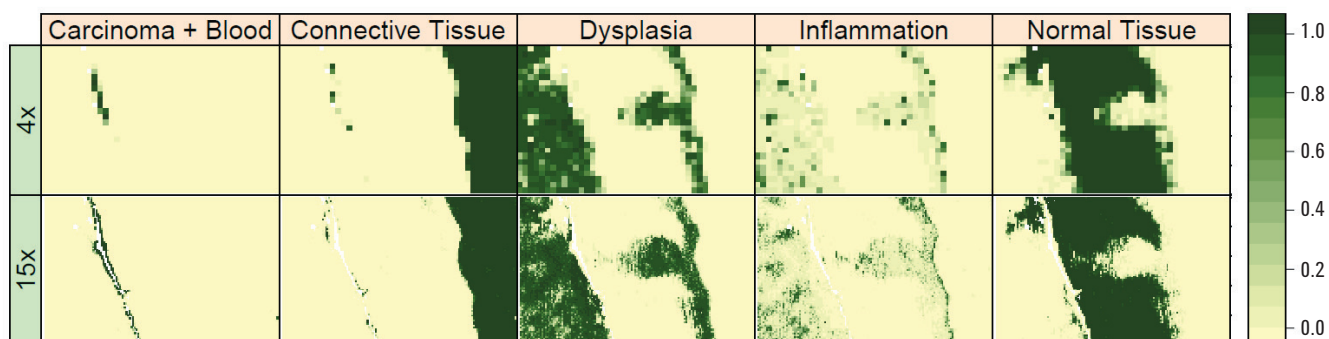 Carcinoma + Blood Connective Tissue Dysplasia Inflammation Normal Tissue
4x
15x
1.0
0.8
0.6
0.4
0.2
0.0